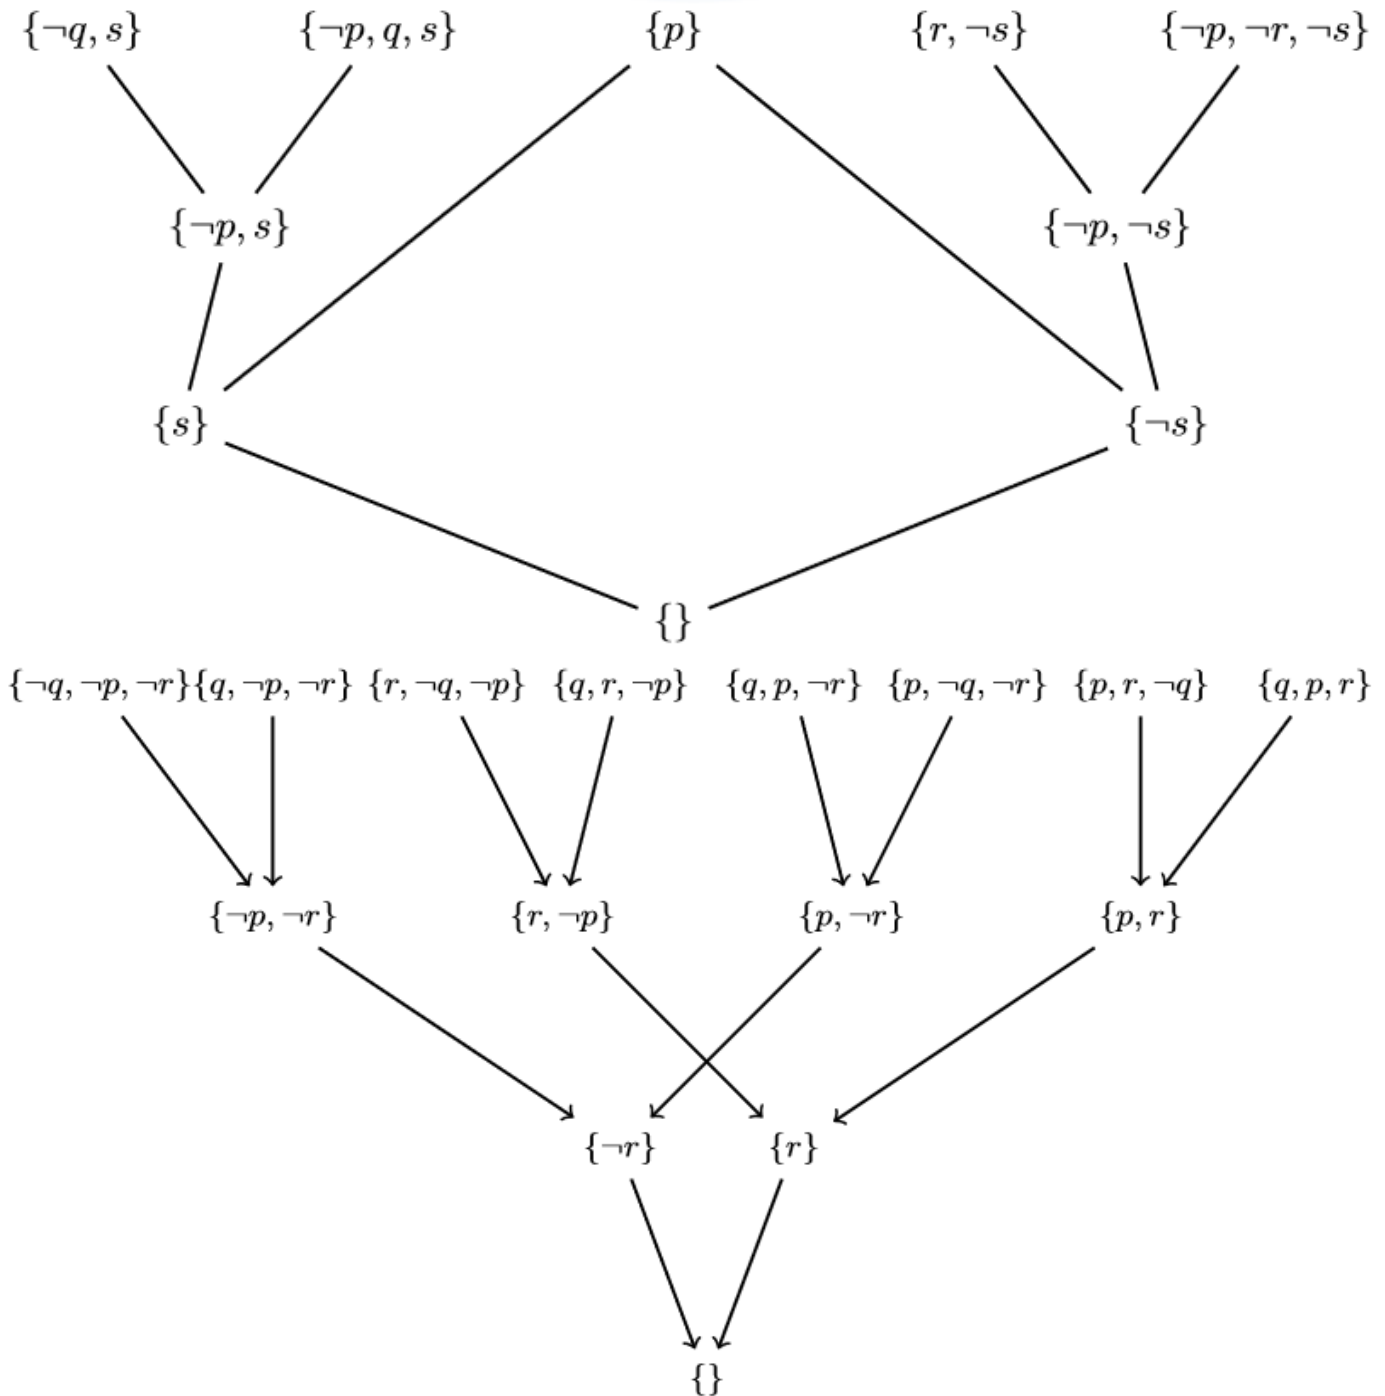 {¬q, s} {¬p, q, s} {p} {r, ¬s} {¬p, ¬r, ¬s}
{¬p, s} {¬p, ¬s}
{s} {¬s}
{}
{¬q, ¬p, ¬r} {q, ¬p, ¬r} {r, ¬q, ¬p} {q, r, ¬p} {q, p, ¬r} {p, ¬q, ¬r} {p, r, ¬q} {q, p, r}
{¬p, ¬r} {r, ¬p} {p, ¬r} {p, r}
{¬r} {r}
{}